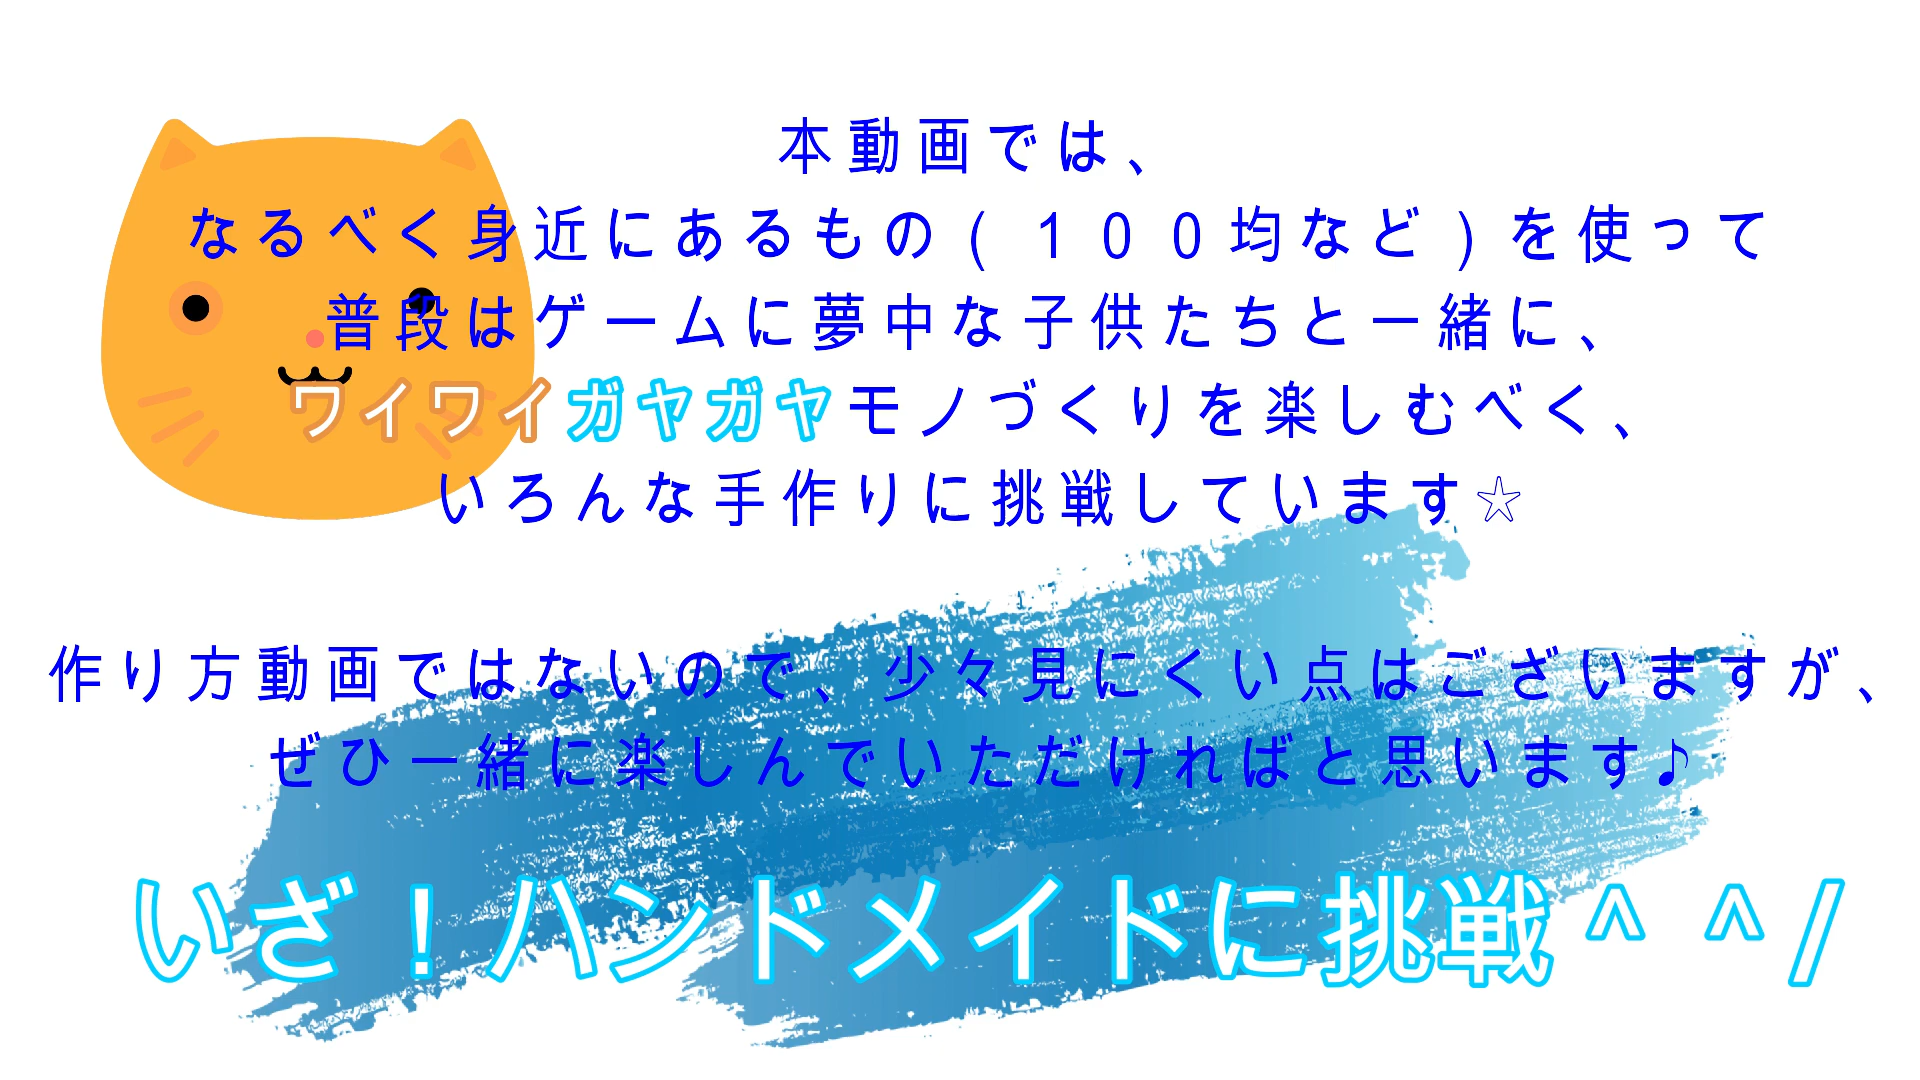 本動画では、
なるべく身近にあるもの(１００均など)を使って
普段はゲームに夢中な子供たちと一緒に、
ワイワイガヤガヤモノづくりを楽しむべく、
いろんな手作りに挑戦しています☆
作り方動画ではないので、少々見にくい点はございますが、
ぜひ一緒に楽しんでいただければと思います♪
いざ！ハンドメイドに挑戦＾＾/